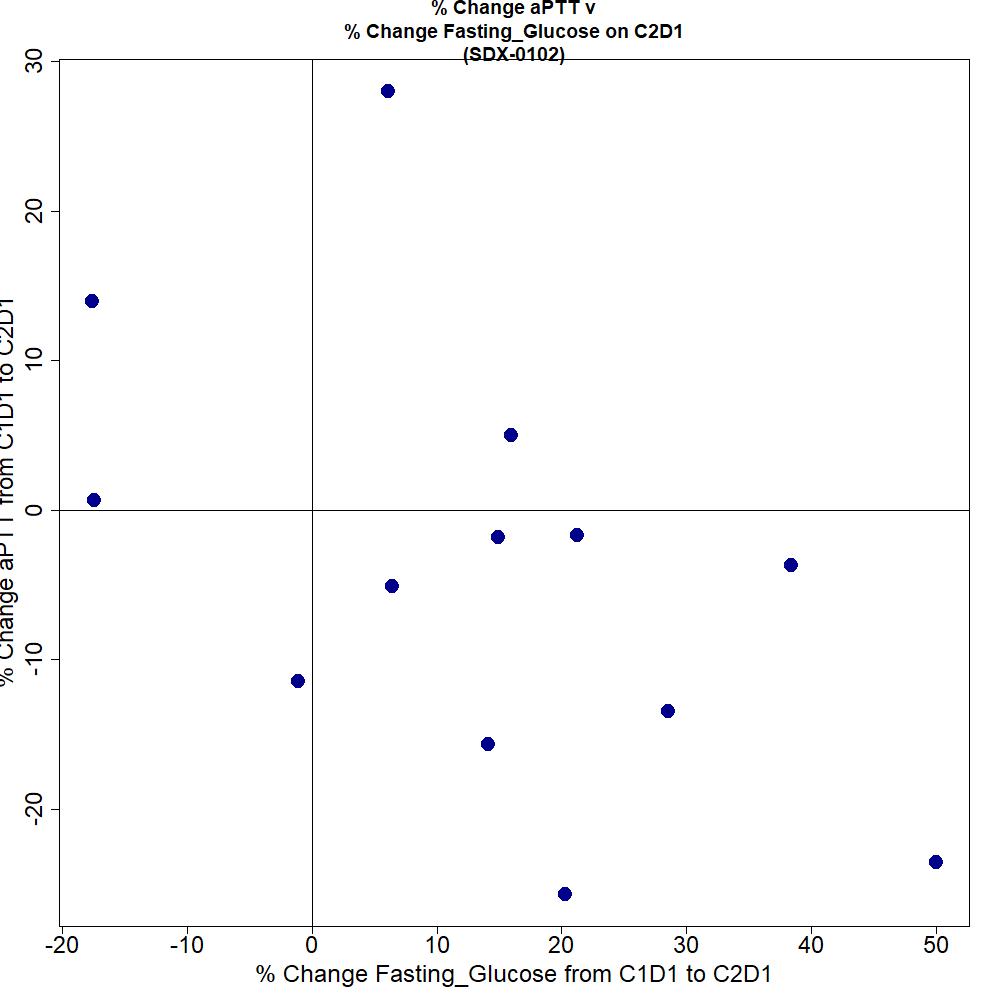 % Change aPTT v
% Change Fasting_Glucose on C2D1
(SDX-0102)
% Change aPTT from C1D1 to C2D1
30
20
10
0
-10
-20
-20 -10 0 10 20 30 40 50
% Change Fasting_Glucose from C1D1 to C2D1